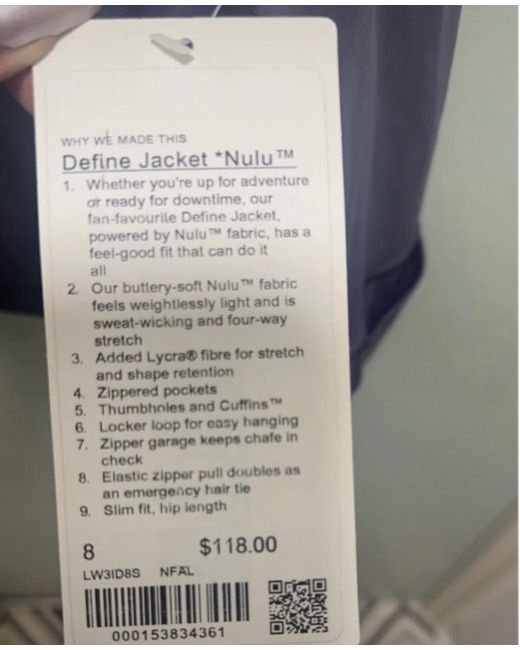 WHY WE MADE THIS
Define Jacket *Nulu™
1. Whether you're up for adventure
or ready for downtime, our
fan-favourite Define Jacket,
powered by Nulu™ fabric, has a
feel-good fit that can do it
all
2. Our buttery-soft Nulu™ fabric
feels weightlessly light and is
sweat-wicking and four-way
stretch
3. Added Lycra® fibre for stretch
and shape retention
4. Zippered pockets
5. Thumbholes and Cuffins™
6. Locker loop for easy hanging
7. Zipper garage keeps chafe in
check
8. Elastic zipper pull doubles as
an emergency hair tie
9. Slim fit, hip length
8 $118.00
LW3ID8S NFAL
000153834361